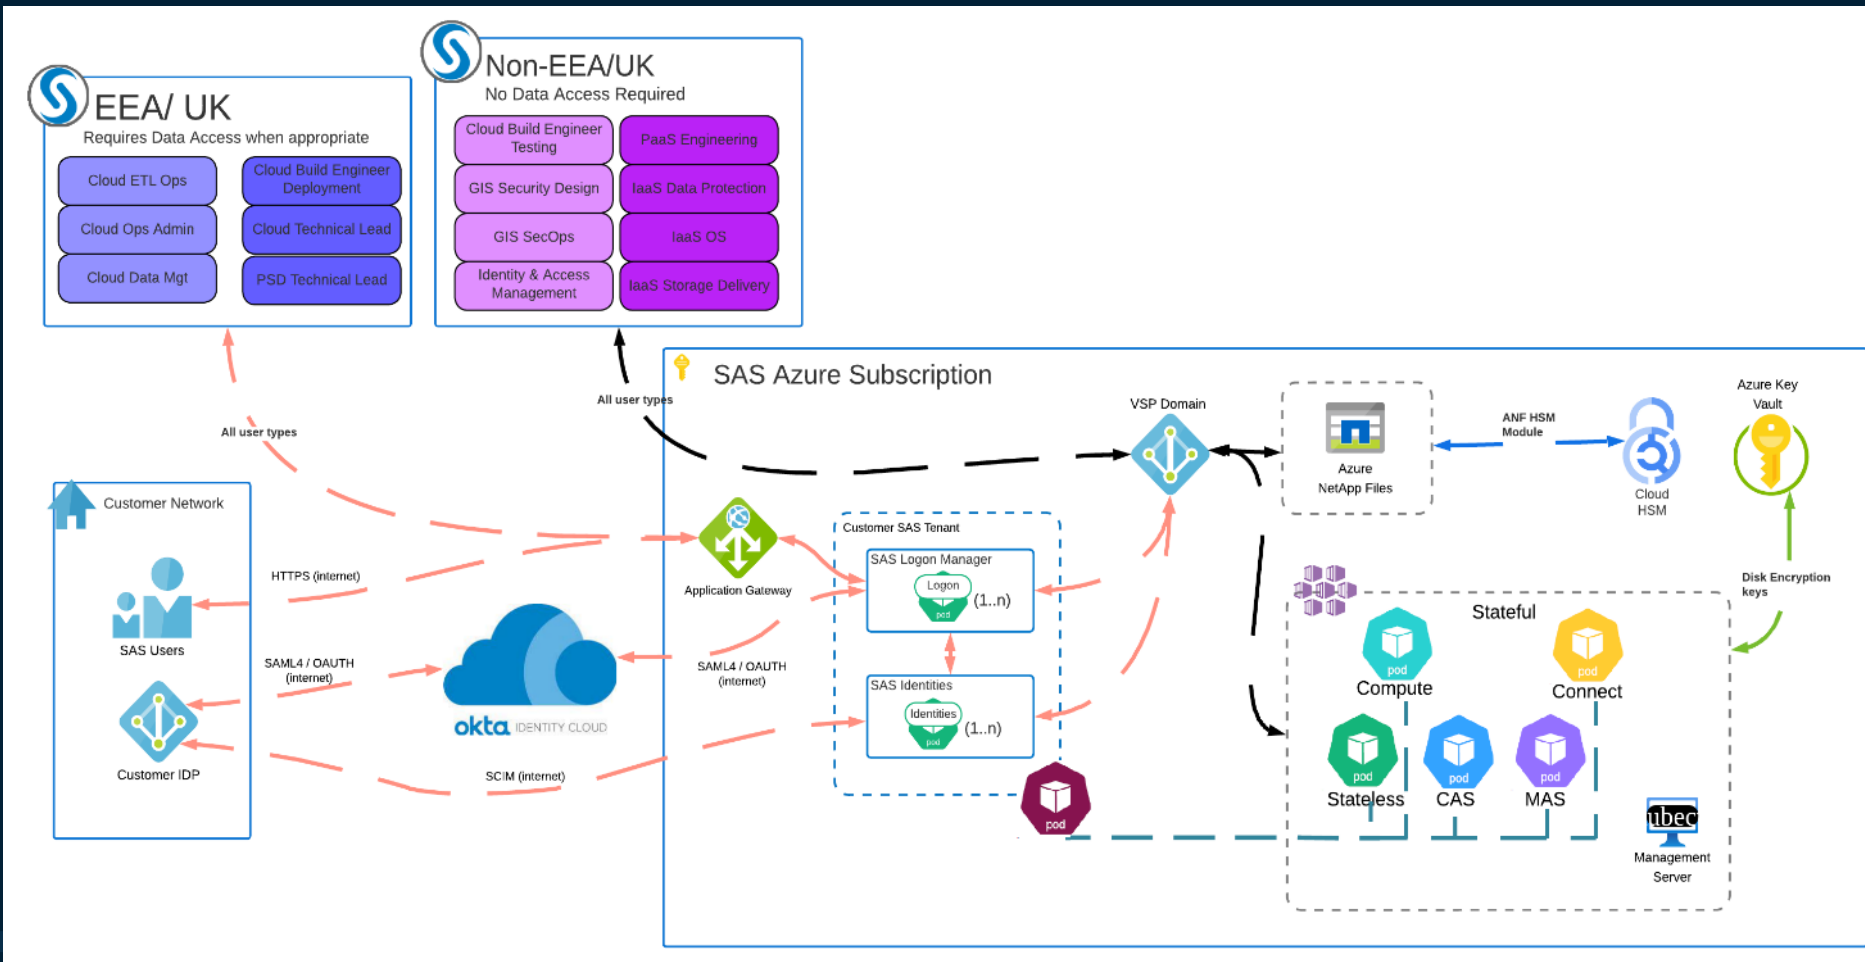 EEA/ UK
Requires Data Access when appropriate
Cloud ETL Ops
Cloud Ops Admin
Cloud Data Mgt
Cloud Build Engineer
Deployment
Cloud Technical Lead
PSD Technical Lead
Non-EEA/UK
No Data Access Required
Cloud Build Engineer
Testing
GIS Security Design
GIS SecOps
Identity & Access
Management
PaaS Engineering
IaaS Data Protection
IaaS OS
IaaS Storage Delivery
All user types
All user types
Customer Network
SAS Users
Customer IDP
HTTPS (internet)
SAML4 / OAUTH
(internet)
SCIM (internet)
okta IDENTITY CLOUD
SAML4 / OAUTH
(internet)
SAS Azure Subscription
Application Gateway
Customer SAS Tenant
SAS Logon Manager
Logon
pod
(1..n)
SAS Identities
Identities
pod
(1..n)
pod
VSP Domain
Azure
NetApp Files
ANF HSM
Module
Cloud
HSM
Azure Key
Vault
Disk Encryption
keys
Stateful
pod
Compute
pod
Connect
pod
Stateless
pod
CAS
pod
MAS
ubec
Management
Server